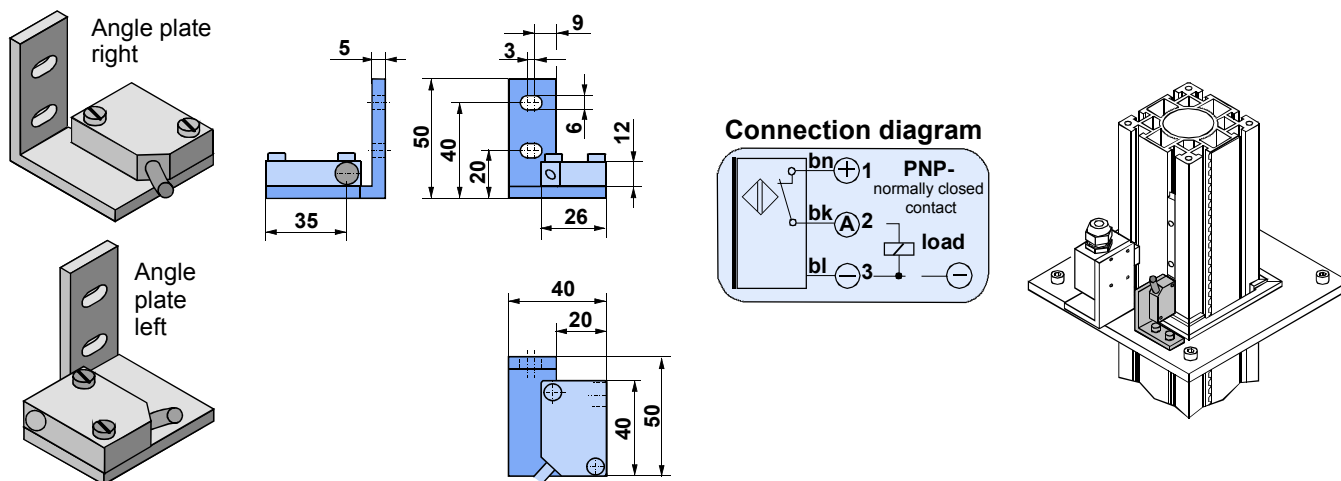 Angle plate
right
5
50
40
20
35
9
3
6
12
26
Connection diagram
bn + 1 PNP-
normally closed
contact
bk A 2
load
bl − 3 −
Angle
plate
left
40
20
40
50